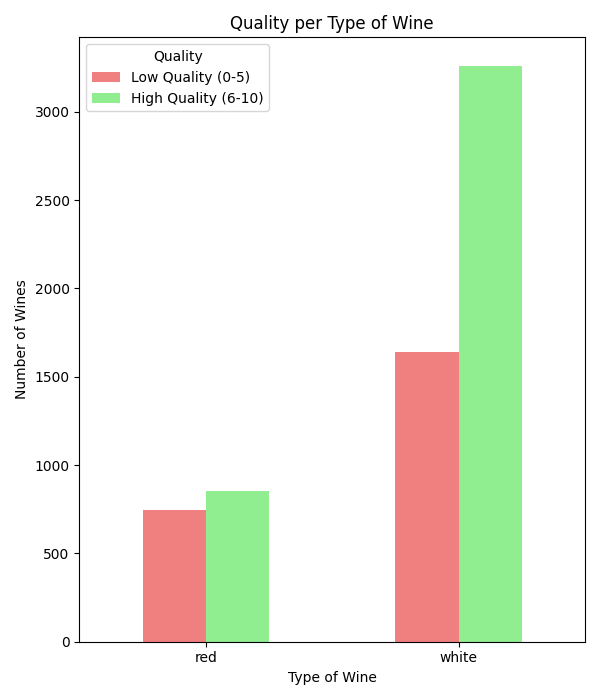 Quality per Type of Wine
Quality
Low Quality (0-5)
High Quality (6-10)
Number of Wines
3000
2500
2000
1500
1000
500
0
red white
Type of Wine